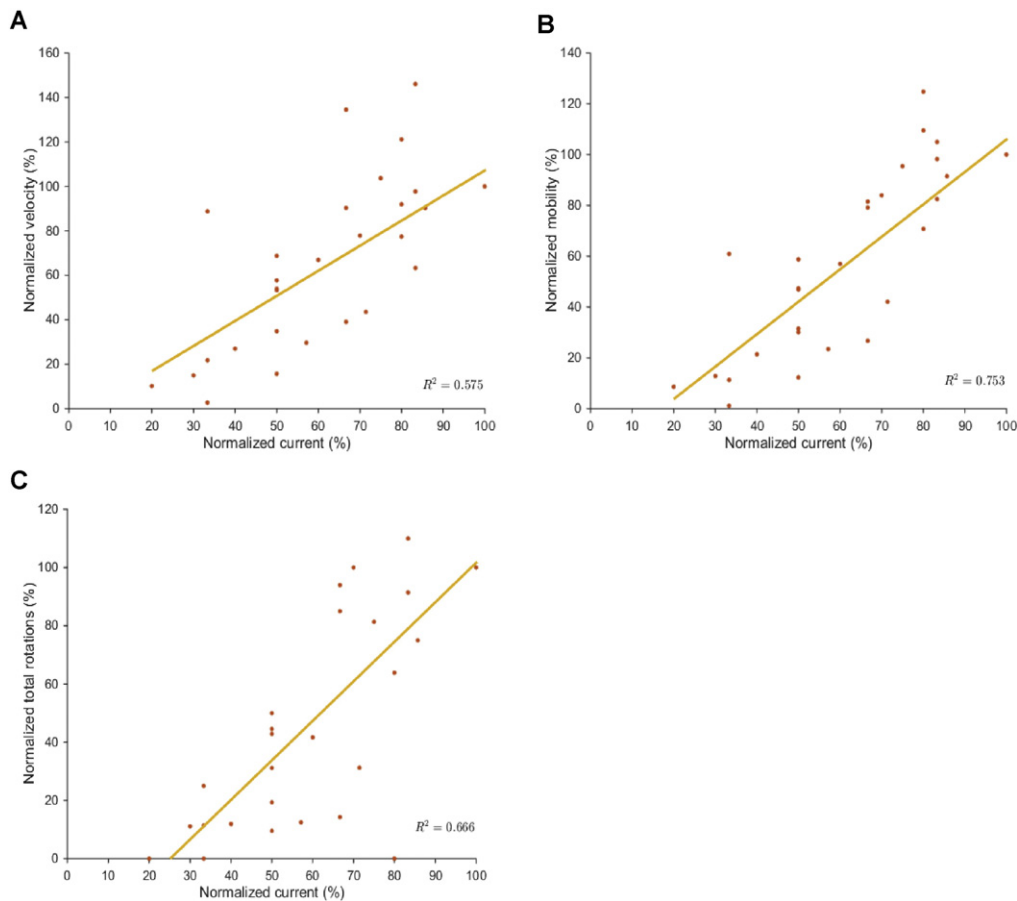 A
160
140
120
100
80
60
40
20
0
Normalized velocity (%)
0 10 20 30 40 50 60 70 80 90 100
Normalized current (%)
R² = 0.575
B
140
120
100
80
60
40
20
0
Normalized mobility (%)
0 10 20 30 40 50 60 70 80 90 100
Normalized current (%)
R² = 0.753
C
120
100
80
60
40
20
0
Normalized total rotations (%)
0 10 20 30 40 50 60 70 80 90 100
Normalized current (%)
R² = 0.666